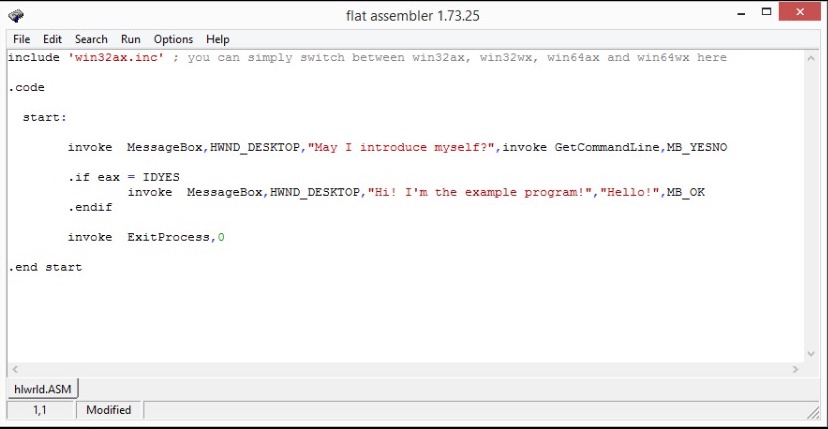 flat assembler 1.73.25
File Edit Search Run Options Help
include 'win32ax.inc' ; you can simply switch between win32ax, win32wx, win64ax and win64wx here
.code
start:
invoke MessageBox,HWND_DESKTOP,"May I introduce myself?",invoke GetCommandLine,MB_YESNO
.if eax = IDYES
invoke MessageBox,HWND_DESKTOP,"Hi! I'm the example program!","Hello!",MB_OK
.endif
invoke ExitProcess,0
.end start
hlwrld.ASM
1,1 Modified